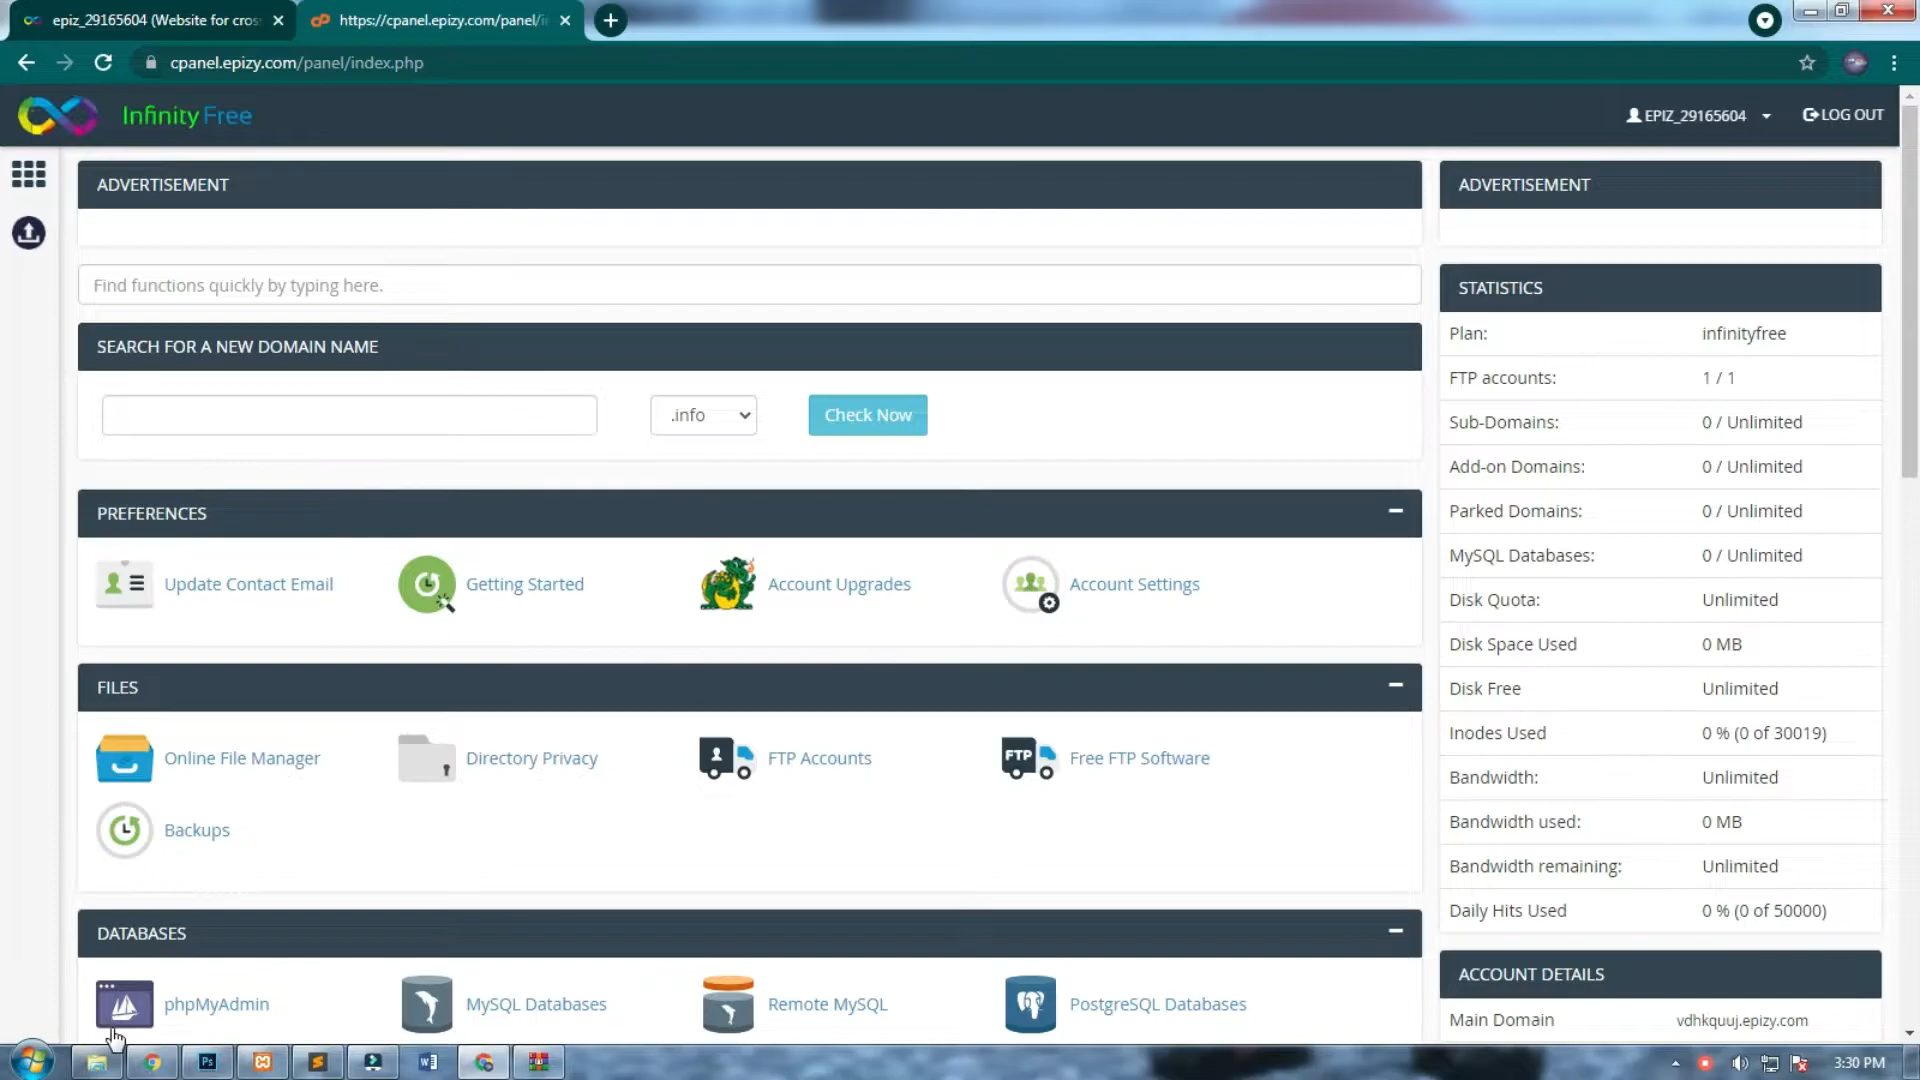 epiz_29165604 (Website for cros
https://cpanel.epizy.com/panel/i
cpanel.epizy.com/panel/index.php
InfinityFree
EPIZ_29165604
LOG OUT
ADVERTISEMENT
Find functions quickly by typing here.
SEARCH FOR A NEW DOMAIN NAME
.info
Check Now
PREFERENCES
Update Contact Email
Getting Started
Account Upgrades
Account Settings
FILES
Online File Manager
Directory Privacy
FTP Accounts
FTP
Free FTP Software
Backups
DATABASES
phpMyAdmin
MySQL Databases
Remote MySQL
PostgreSQL Databases
ADVERTISEMENT
STATISTICS
Plan: infinityfree
FTP accounts: 1 / 1
Sub-Domains: 0 / Unlimited
Add-on Domains: 0 / Unlimited
Parked Domains: 0 / Unlimited
MySQL Databases: 0 / Unlimited
Disk Quota: Unlimited
Disk Space Used 0 MB
Disk Free Unlimited
Inodes Used 0 % (0 of 30019)
Bandwidth: Unlimited
Bandwidth used: 0 MB
Bandwidth remaining: Unlimited
Daily Hits Used 0 % (0 of 50000)
ACCOUNT DETAILS
Main Domain vdhkquuj.epizy.com
Ps
S
W
3:30 PM